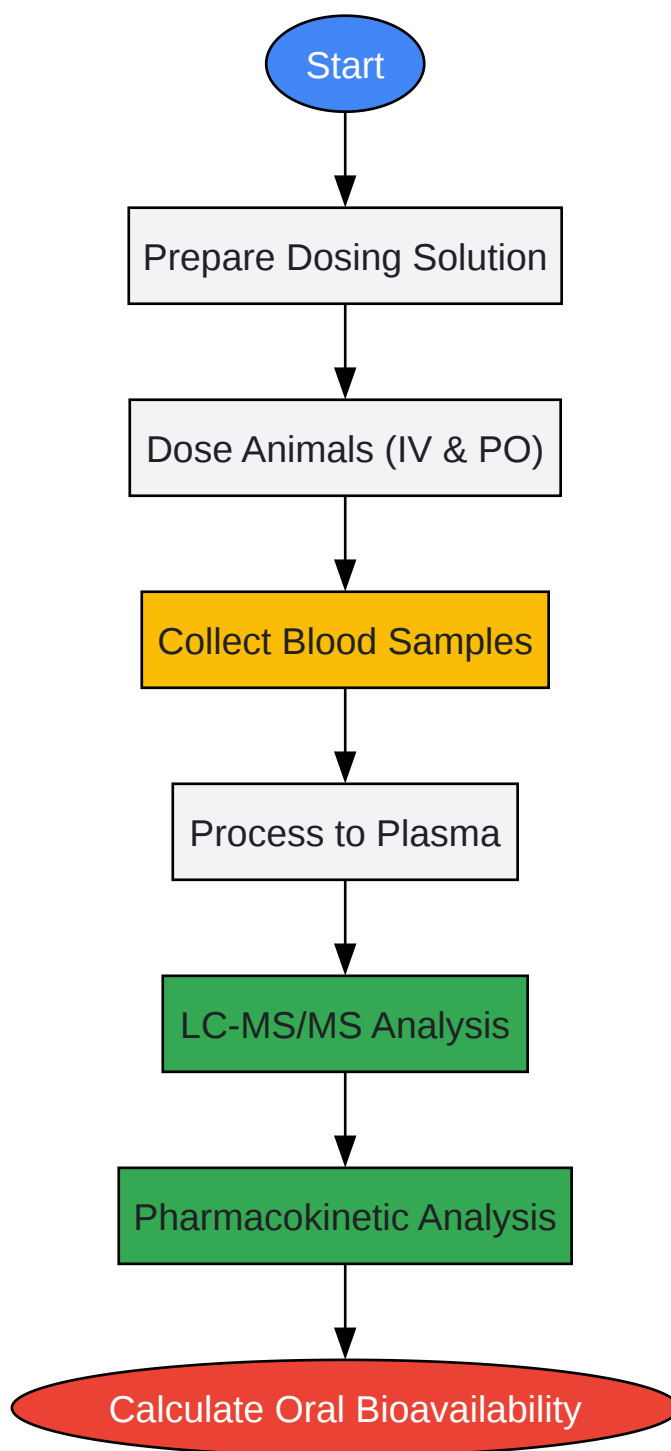 Start
Prepare Dosing Solution
Dose Animals (IV & PO)
Collect Blood Samples
Process to Plasma
LC-MS/MS Analysis
Pharmacokinetic Analysis
Calculate Oral Bioavailability